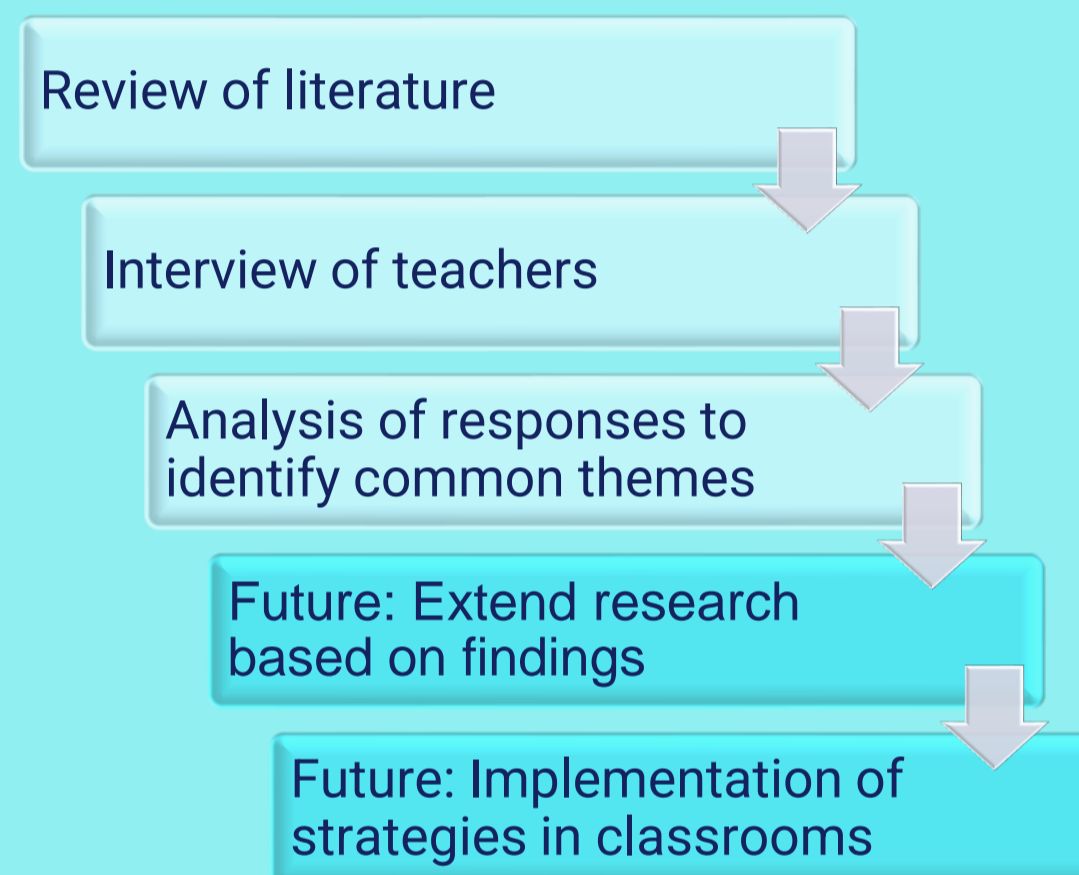 Review of literature
Interview of teachers
Analysis of responses to
identify common themes
Future: Extend research
based on findings
Future: Implementation of
strategies in classrooms